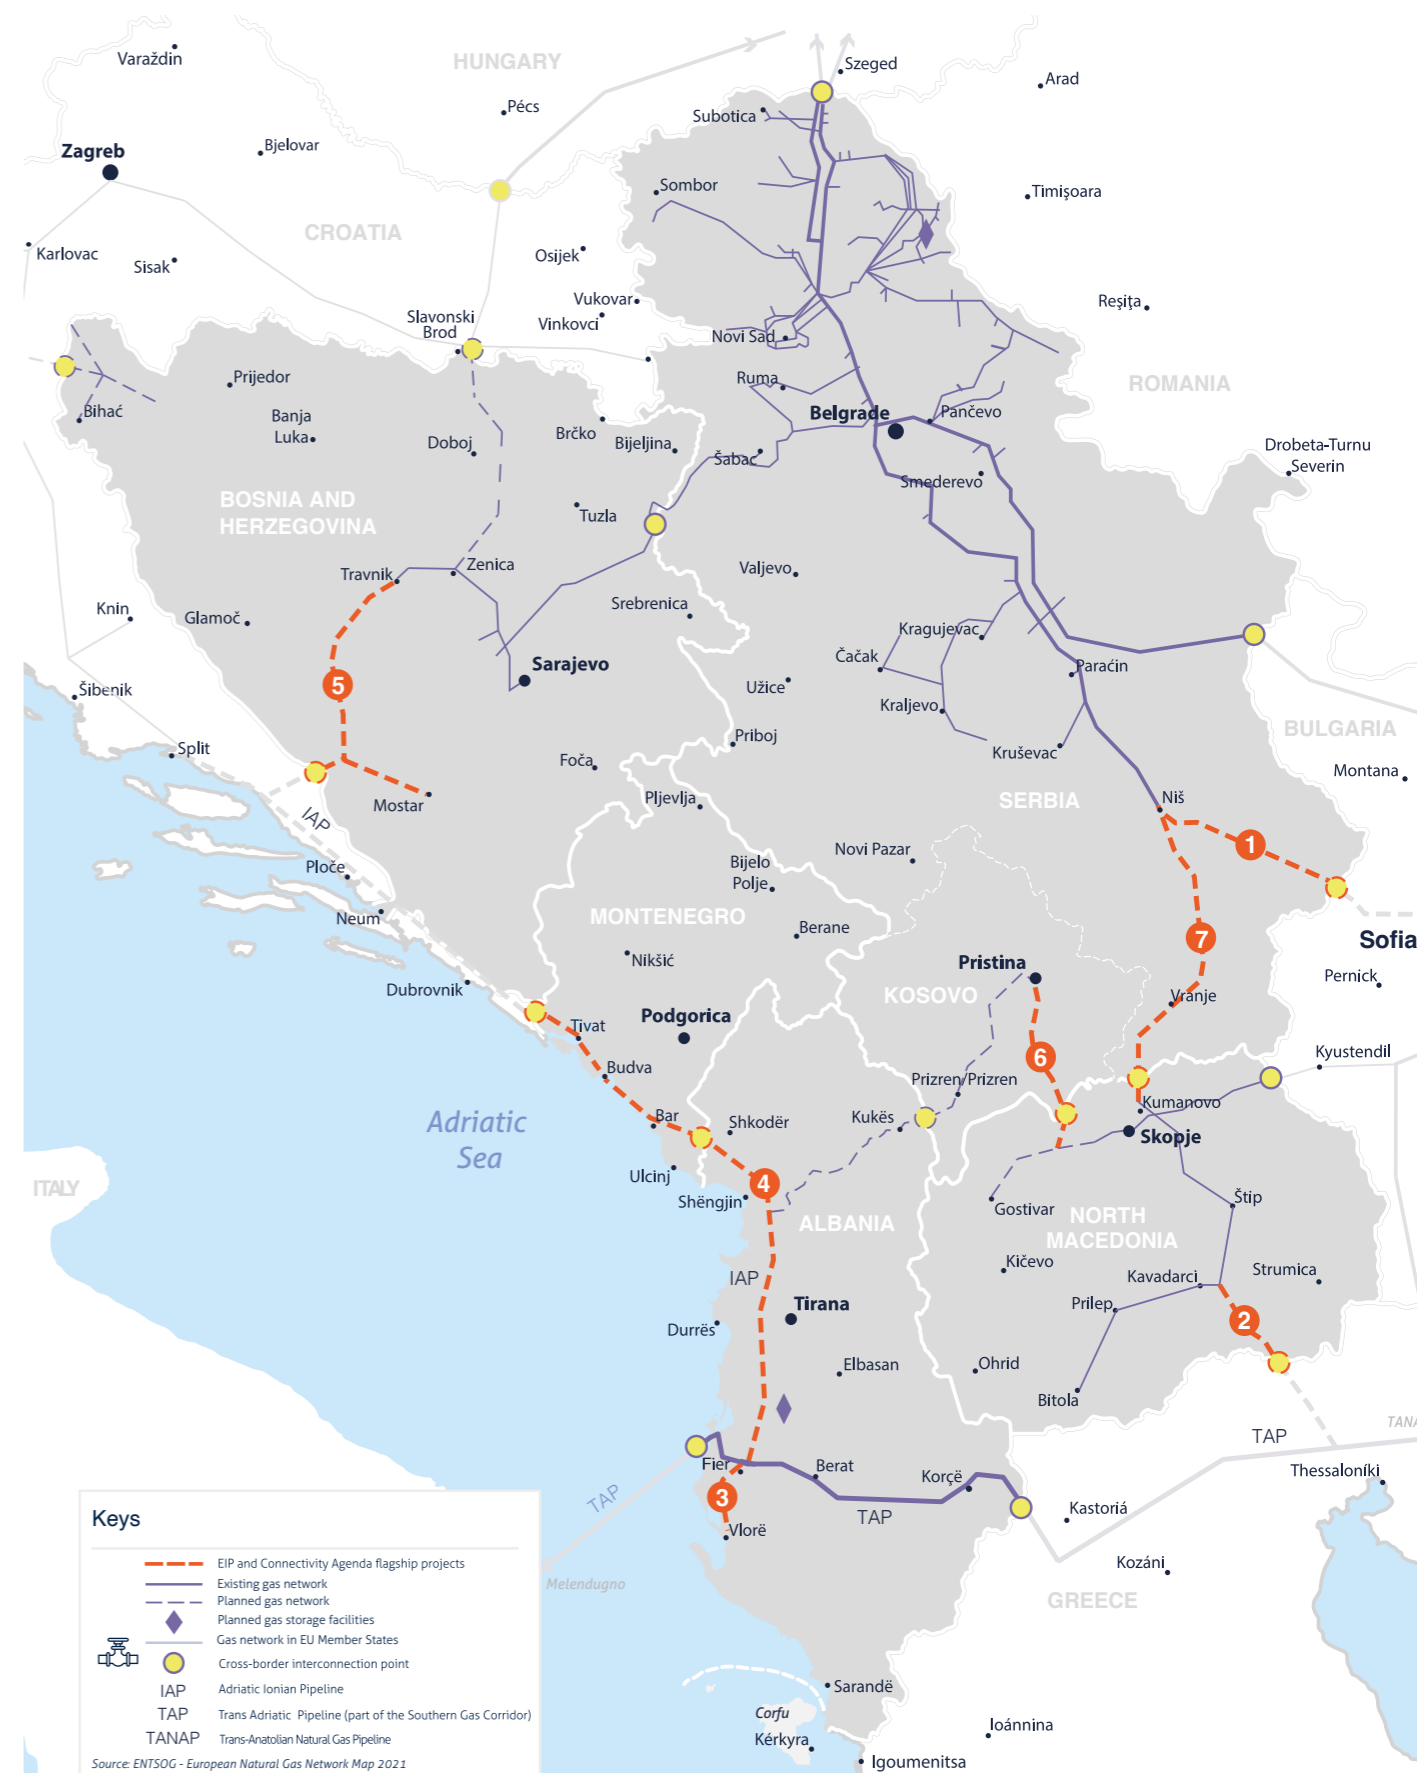 Varaždin
HUNGARY
Szeged
Arad
Pécs
Subotica
Bjelovar
Zagreb
Sombor
Timişoara
CROATIA
Karlovac
Sisak
Osijek
Vukovar
Reşiţa
Slavonski
Brod
Vinkovci
Novi Sad
Prijedor
Ruma
ROMANIA
Bihać
Banja
Luka
Belgrade
Pančevo
Doboj
Brčko
Bijeljina
Šabac
Drobeta-Turnu
Severin
Smederevo
BOSNIA AND
HERZEGOVINA
Tuzla
Travnik
Zenica
Valjevo
Knin
Glamoč
Srebrenica
Kragujevac
Čačak
Sarajevo
Paraćin
Šibenik
5
Užice
Kraljevo
Split
Priboj
Kruševac
BULGARIA
Foča
Montana
Mostar
Pljevlja
SERBIA
Niš
IAP
1
Ploče
Bijelo
Polje
Novi Pazar
Neum
MONTENEGRO
Berane
7
Sofia
Nikšić
Pristina
Pernick
Dubrovnik
KOSOVO
Vranje
Podgorica
Tivat
6
Kyustendil
Budva
Prizren/Prizren
Adriatic
Sea
Bar
Shkodër
Kukës
Kumanovo
Skopje
Ulcinj
4
ITALY
Shëngjin
ALBANIA
Gostivar
NORTH
MACEDONIA
Štip
IAP
Kičevo
Kavadarci
Strumica
Tirana
Prilep
2
Durrës
Elbasan
Ohrid
Bitola
TANA
TAP
Fier
Berat
Korçë
Thessaloníki
TAP
3
TAP
Kastoriá
Vlorë
Kozáni
Melendugno
GREECE
Sarandë
Corfu
Kérkyra
Ioánnina
Igoumenitsa
Keys
EIP and Connectivity Agenda flagship projects
Existing gas network
Planned gas network
Planned gas storage facilities
Gas network in EU Member States
Cross-border interconnection point
IAP Adriatic Ionian Pipeline
TAP Trans Adriatic Pipeline (part of the Southern Gas Corridor)
TANAP Trans-Anatolian Natural Gas Pipeline
Source: ENTSOG - European Natural Gas Network Map 2021